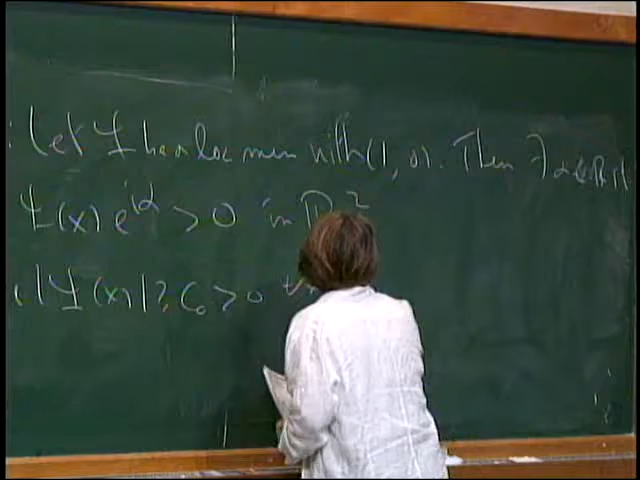 : Let Ψ be a loc min with (1, 0). Then ∃ α∈ℝ
Ψ(x) e^{iα} > 0 in ℝ²
|Ψ(x)| ≥ C₀ > 0 ∀x